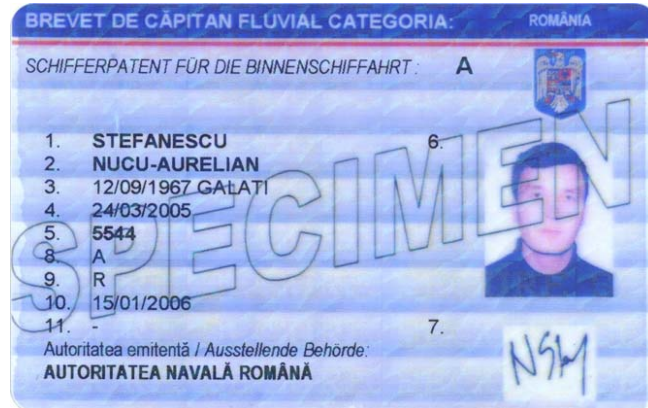 BREVET DE CĂPITAN FLUVIAL CATEGORIA: ROMÂNIA
SCHIFFERPATENT FÜR DIE BINNENSCHIFFAHRT : A
1. STEFANESCU 6.
2. NUCU-AURELIAN
3. 12/09/1967 GALATI
4. 24/03/2005
5. 5544
8. A
9. R
10. 15/01/2006
11. - 7.
Autoritatea emitentă / Ausstellende Behörde:
AUTORITATEA NAVALĂ ROMÂNĂ
SPECIMEN